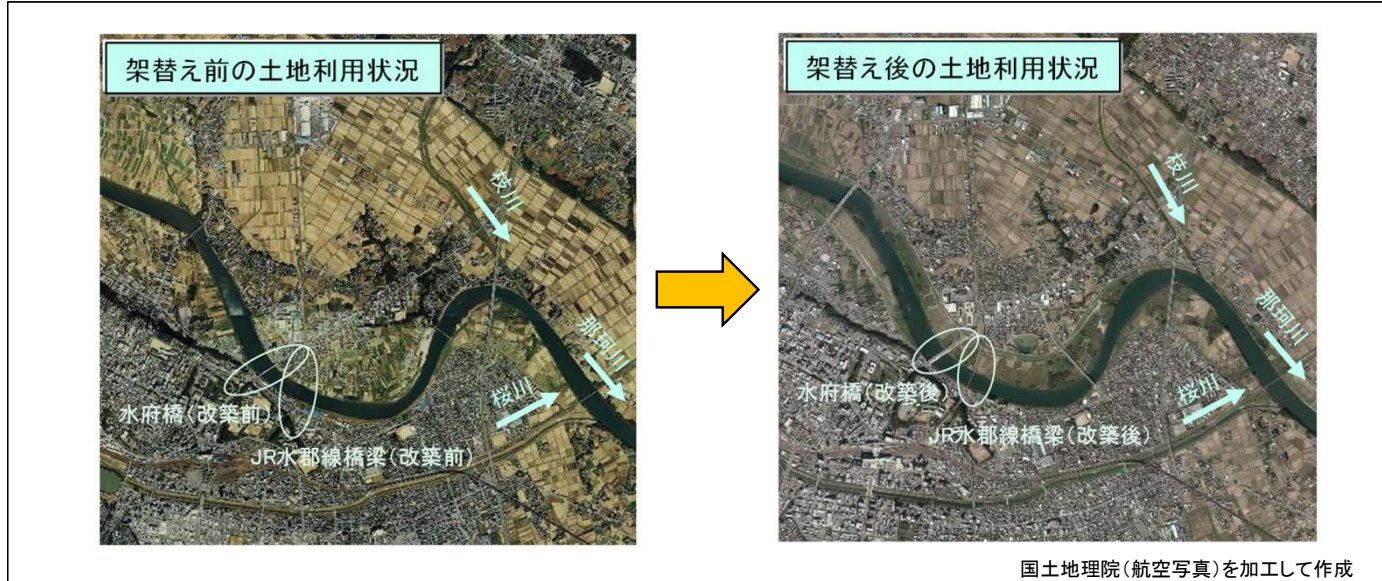 架替え前の土地利用状況
枝川
那珂川
桜川
水府橋(改築前)
JR水郡線橋梁(改築前)
架替え後の土地利用状況
枝川
那珂川
桜川
水府橋(改築後)
JR水郡線橋梁(改築後)
国土地理院(航空写真)を加工して作成